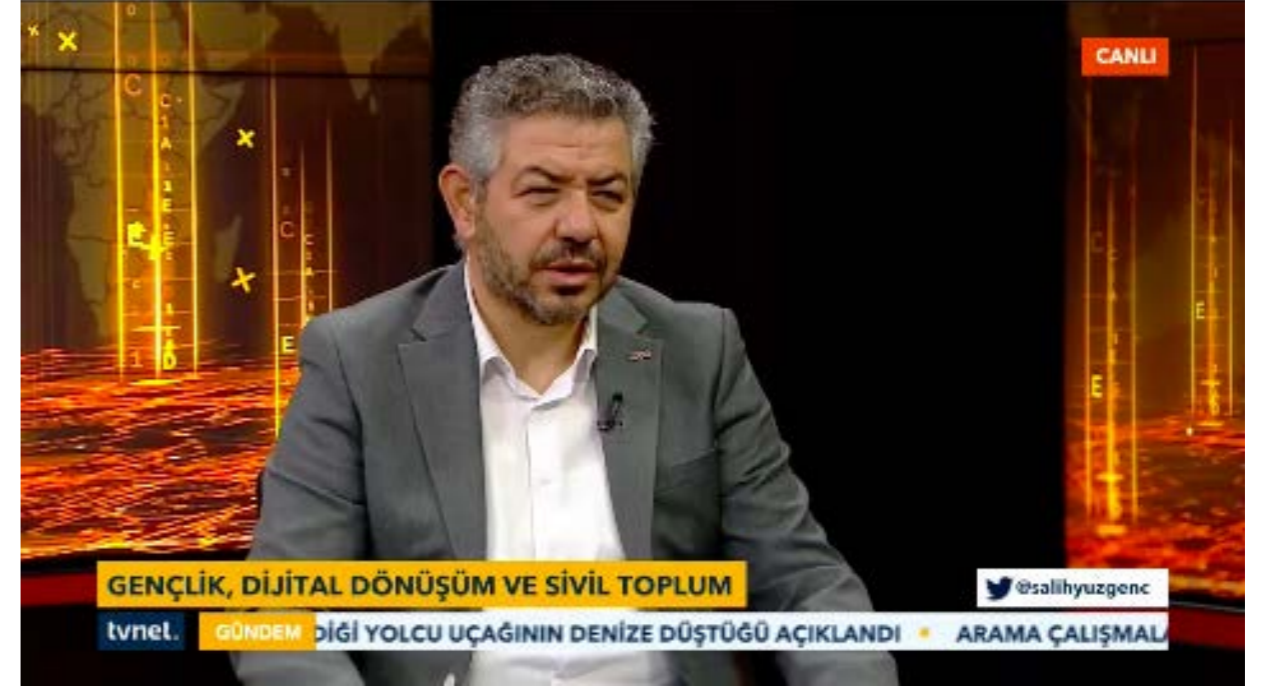 CANLI
GENÇLİK, DİJİTAL DÖNÜŞÜM VE SİVİL TOPLUM
@salihyuzgenc
tvnet. GÜNDEM DİĞİ YOLCU UÇAĞININ DENİZE DÜŞTÜĞÜ AÇIKLANDI • ARAMA ÇALIŞMALA